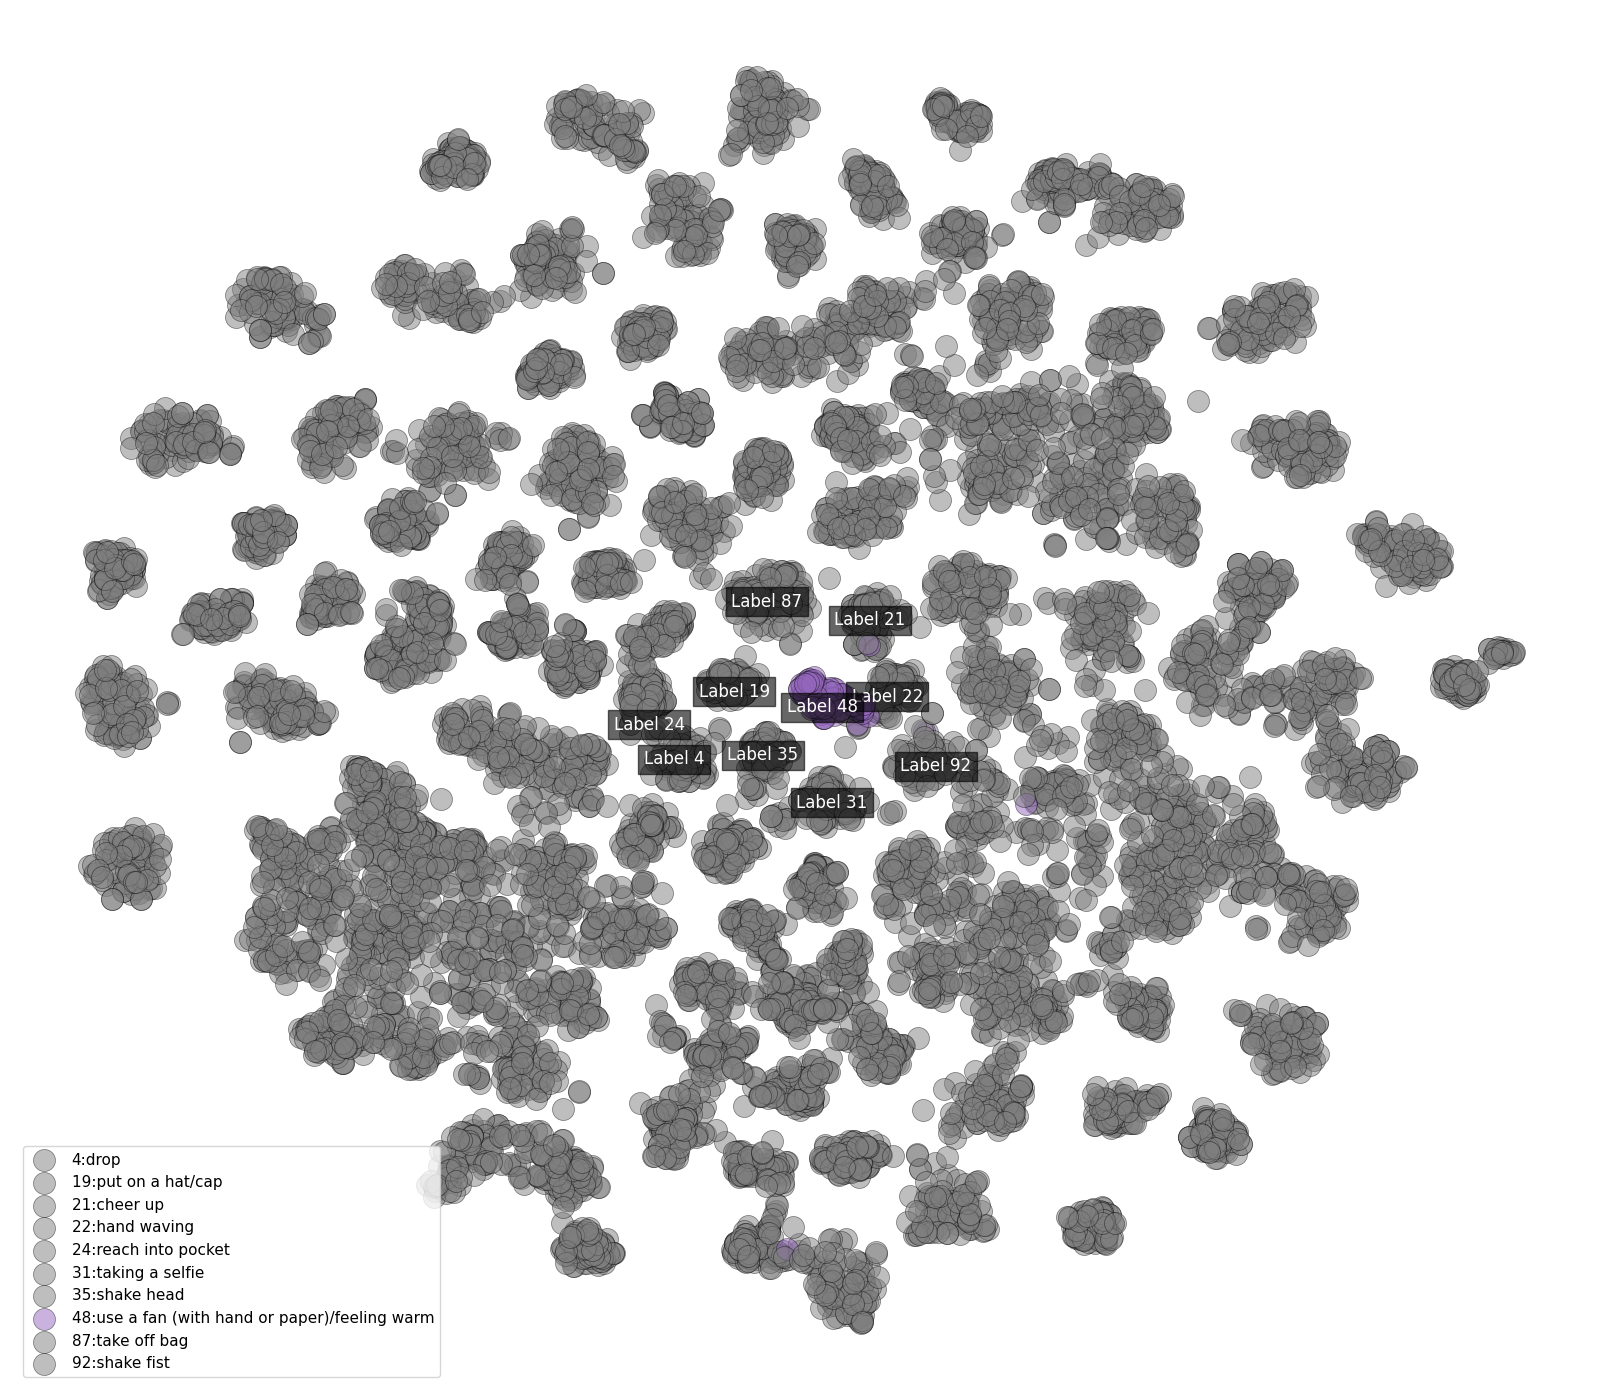 Label 87
Label 21
Label 19
Label 22
Label 48
Label 24
Label 4
Label 35
Label 92
Label 31
4:drop
19:put on a hat/cap
21:cheer up
22:hand waving
24:reach into pocket
31:taking a selfie
35:shake head
48:use a fan (with hand or paper)/feeling warm
87:take off bag
92:shake fist